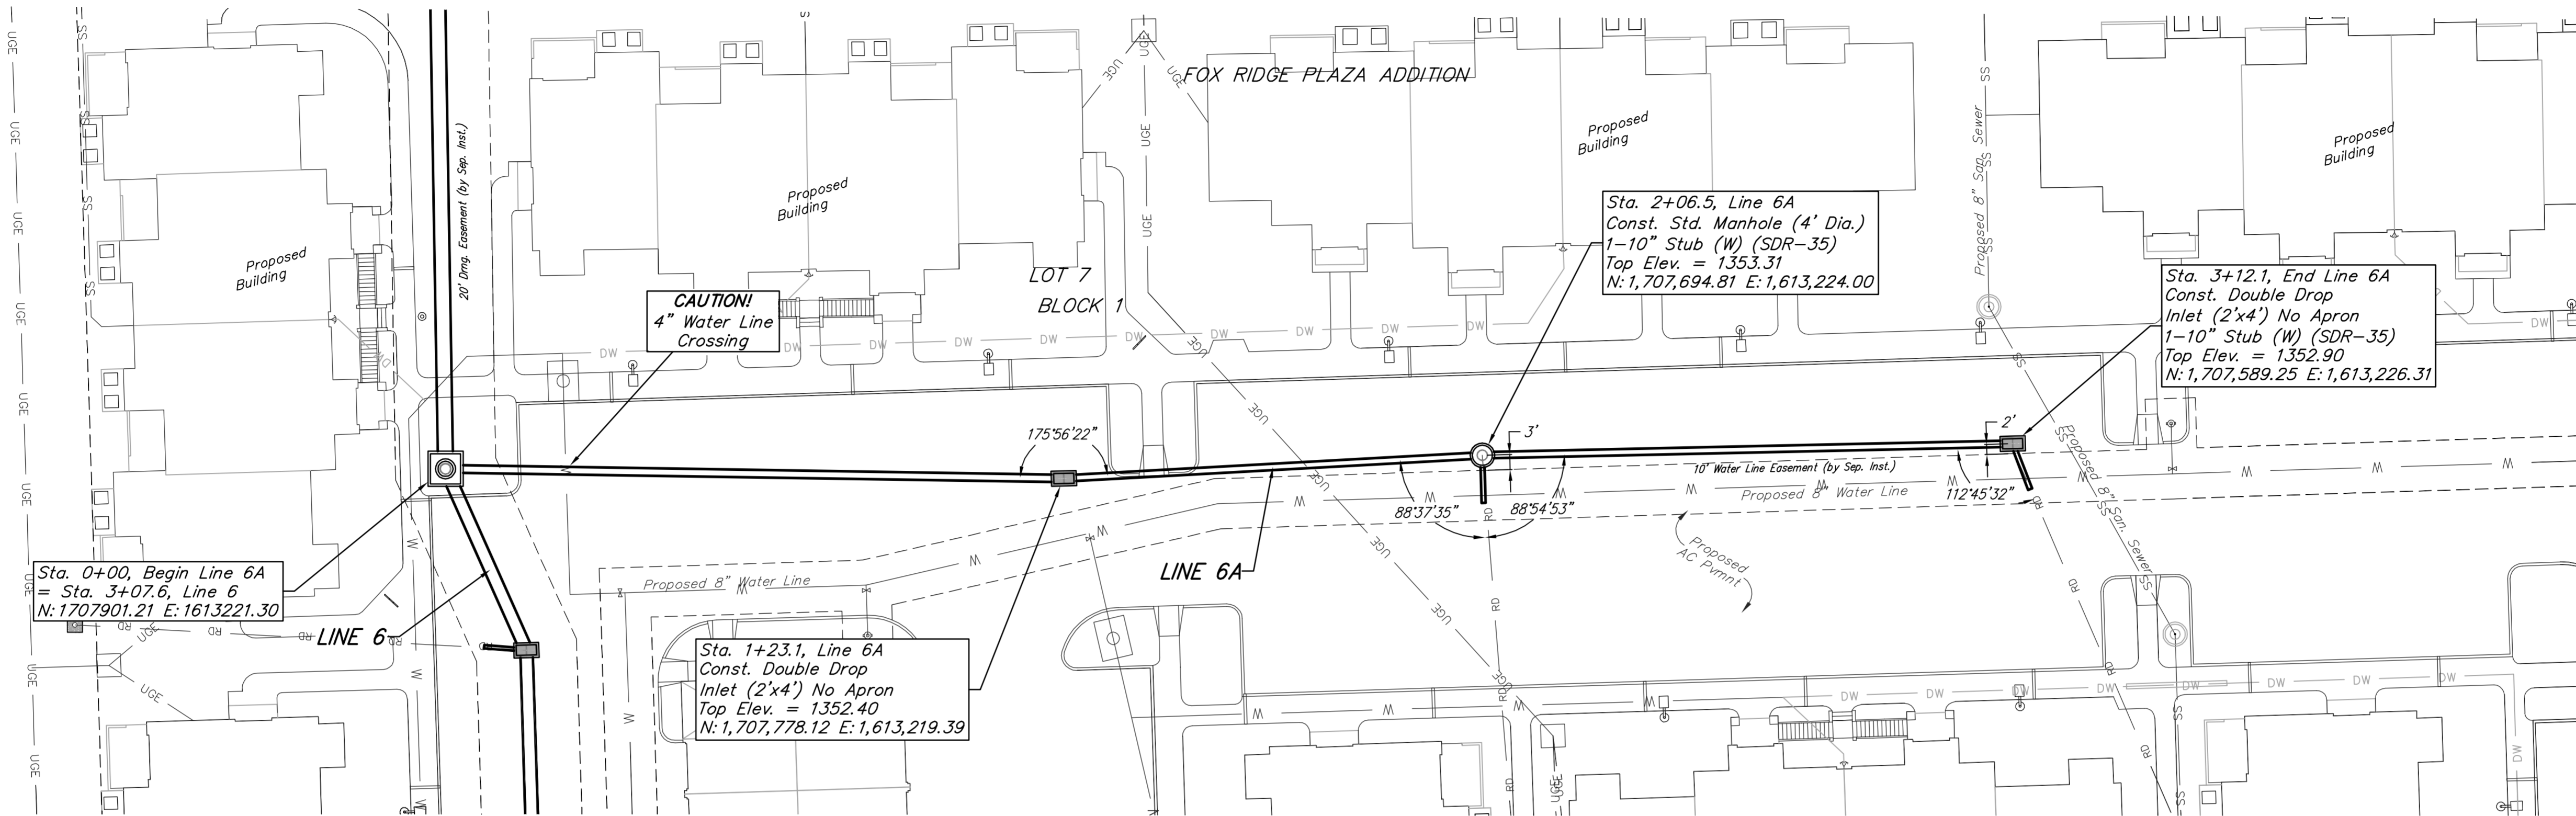 FOX RIDGE PLAZA ADDITION
20' Drng. Easement (by Sep. Inst.)
Proposed
Building
Proposed
Building
Proposed
Building
Proposed
Building
Proposed 8" San. Sewer
LOT 7
BLOCK 1
CAUTION!
4" Water Line
Crossing
Sta. 2+06.5, Line 6A
Const. Std. Manhole (4' Dia.)
1-10" Stub (W) (SDR-35)
Top Elev. = 1353.31
N: 1,707,694.81 E: 1,613,224.00
Sta. 3+12.1, End Line 6A
Const. Double Drop
Inlet (2'x4') No Apron
1-10" Stub (W) (SDR-35)
Top Elev. = 1352.90
N: 1,707,589.25 E: 1,613,226.31
175°56'22"
3'
2'
10' Water Line Easement (by Sep. Inst.)
Proposed 8" Water Line
88°37'35"
88°54'53"
112°45'32"
Proposed 8" San. Sewer
Proposed
AC Pvmnt
LINE 6A
Proposed 8" Water Line
Sta. 0+00, Begin Line 6A
= Sta. 3+07.6, Line 6
N: 1707901.21 E: 1613221.30
LINE 6
Sta. 1+23.1, Line 6A
Const. Double Drop
Inlet (2'x4') No Apron
Top Elev. = 1352.40
N: 1,707,778.12 E: 1,613,219.39
UGE
SS
DW
W
RD